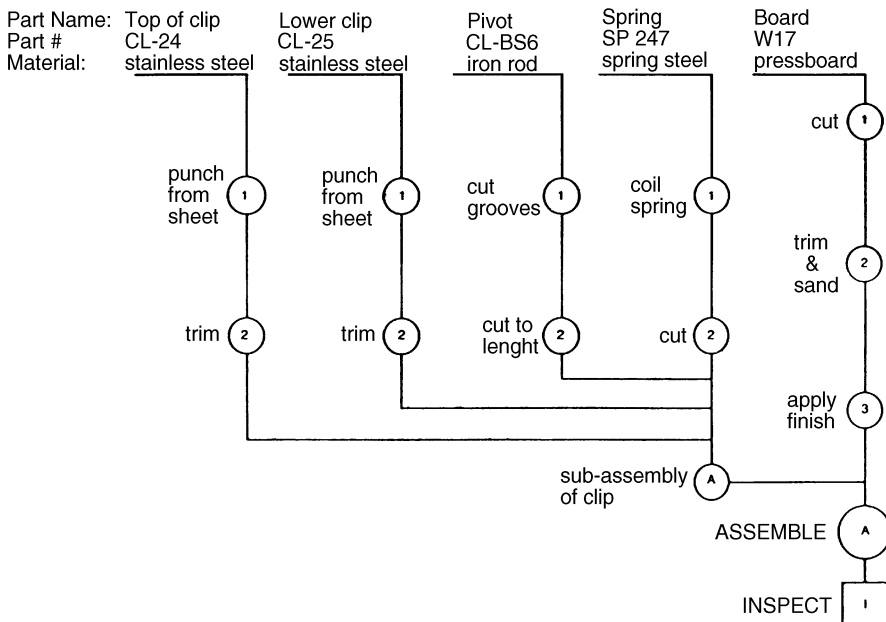 Part Name: Top of clip Lower clip Pivot Spring Board
Part # CL-24 CL-25 CL-BS6 SP 247 W17
Material: stainless steel stainless steel iron rod spring steel pressboard
cut 1
punch
from
sheet 1
punch
from
sheet 1
cut
grooves 1
coil
spring 1
trim
&
sand 2
trim 2
trim 2
cut to
lenght 2
cut 2
apply
finish 3
sub-assembly
of clip A
ASSEMBLE A
INSPECT I